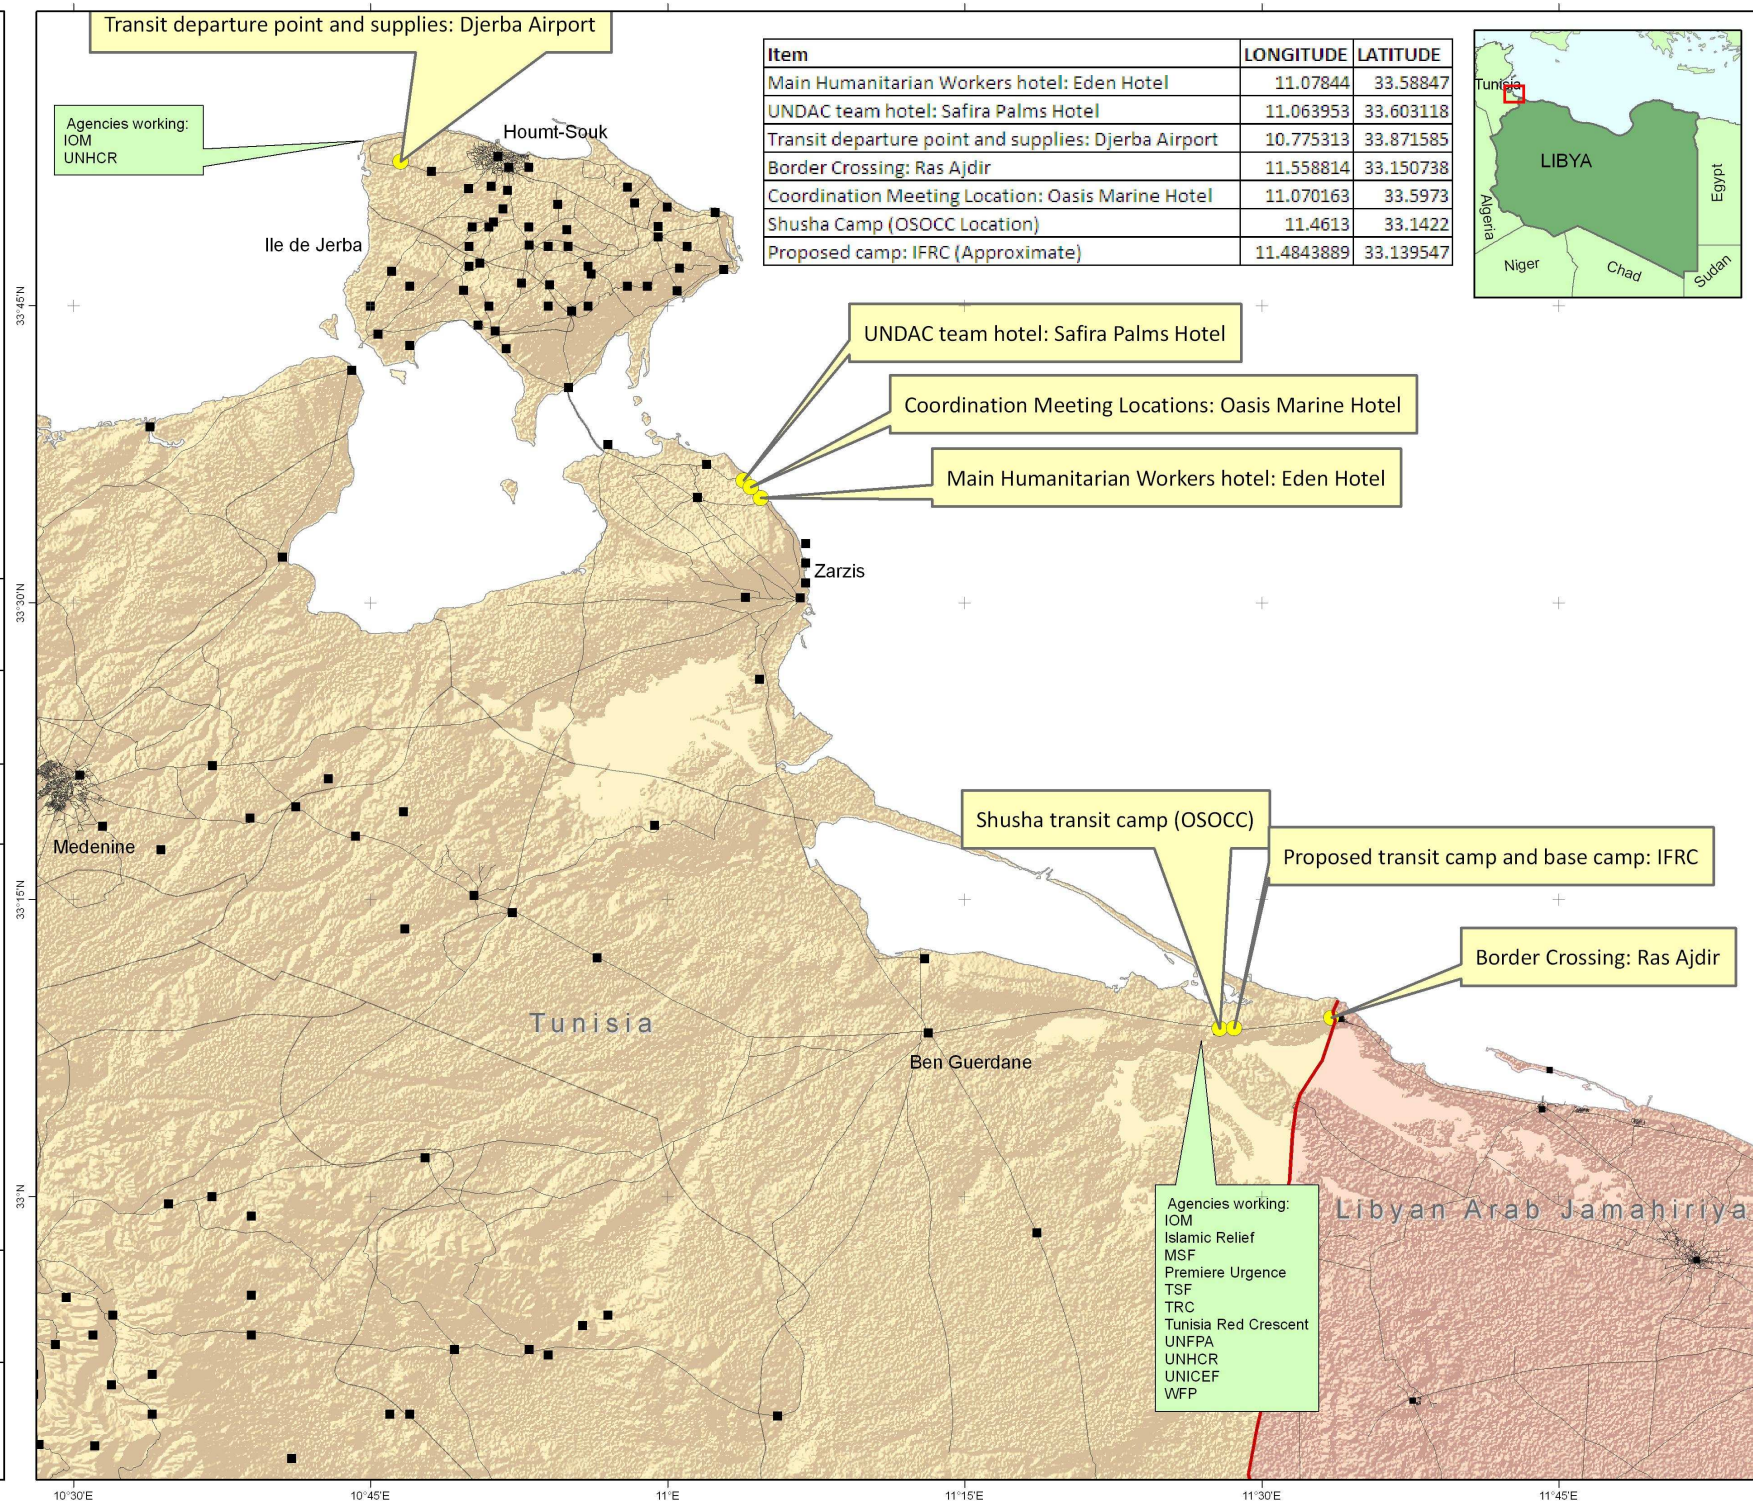 Transit departure point and supplies: Djerba Airport
Item LONGITUDE LATITUDE
Main Humanitarian Workers hotel: Eden Hotel 11.07844 33.58847
UNDAC team hotel: Safira Palms Hotel 11.063953 33.603118
Transit departure point and supplies: Djerba Airport 10.775313 33.871585
Border Crossing: Ras Ajdir 11.558814 33.150738
Coordination Meeting Location: Oasis Marine Hotel 11.070163 33.5973
Shusha Camp (OSOCC Location) 11.4613 33.1422
Proposed camp: IFRC (Approximate) 11.4843889 33.139547
Tunisia
LIBYA
Egypt
Algeria
Niger
Chad
Sudan
Agencies working:
IOM
UNHCR
Houmt-Souk
Ile de Jerba
33°45'N
UNDAC team hotel: Safira Palms Hotel
Coordination Meeting Locations: Oasis Marine Hotel
Main Humanitarian Workers hotel: Eden Hotel
Zarzis
33°30'N
Medenine
Shusha transit camp (OSOCC)
Proposed transit camp and base camp: IFRC
33°15'N
Border Crossing: Ras Ajdir
Tunisia
Ben Guerdane
33°N
Libyan Arab Jamahiriya
Agencies working:
IOM
Islamic Relief
MSF
Premiere Urgence
TSF
TRC
Tunisia Red Crescent
UNFPA
UNHCR
UNICEF
WFP
10°30'E 10°45'E 11°E 11°15'E 11°30'E 11°45'E